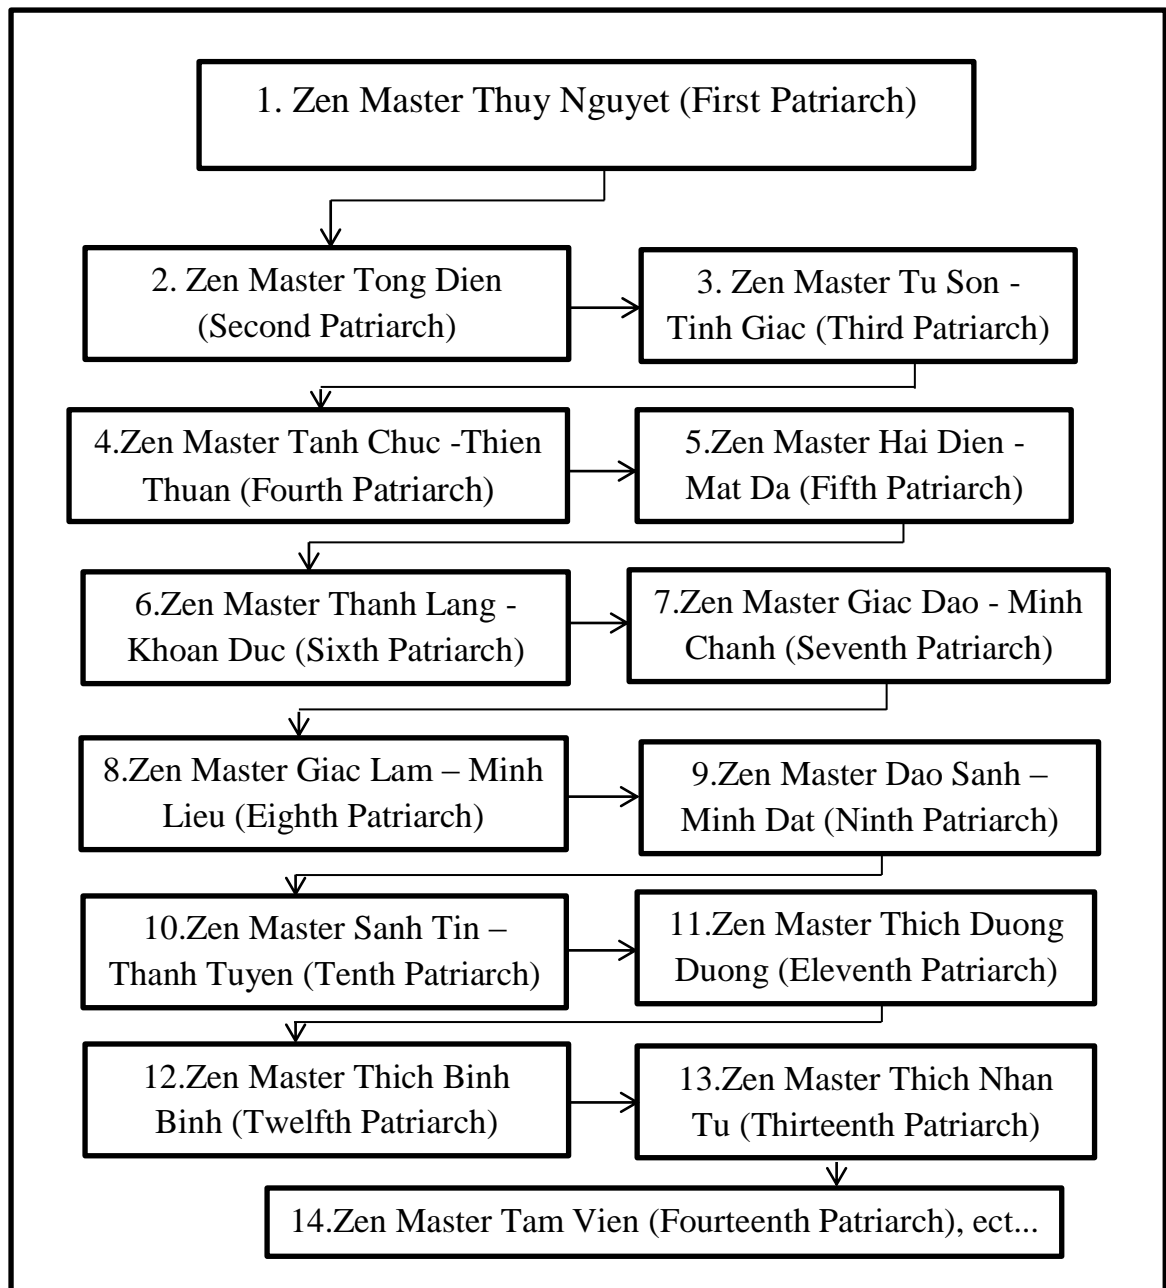 1. Zen Master Thuy Nguyet (First Patriarch)
2. Zen Master Tong Dien
(Second Patriarch)
3. Zen Master Tu Son -
Tinh Giac (Third Patriarch)
4.Zen Master Tanh Chuc -Thien
Thuan (Fourth Patriarch)
5.Zen Master Hai Dien -
Mat Da (Fifth Patriarch)
6.Zen Master Thanh Lang -
Khoan Duc (Sixth Patriarch)
7.Zen Master Giac Dao - Minh
Chanh (Seventh Patriarch)
8.Zen Master Giac Lam – Minh
Lieu (Eighth Patriarch)
9.Zen Master Dao Sanh –
Minh Dat (Ninth Patriarch)
10.Zen Master Sanh Tin –
Thanh Tuyen (Tenth Patriarch)
11.Zen Master Thich Duong
Duong (Eleventh Patriarch)
12.Zen Master Thich Binh
Binh (Twelfth Patriarch)
13.Zen Master Thich Nhan
Tu (Thirteenth Patriarch)
14.Zen Master Tam Vien (Fourteenth Patriarch), ect...